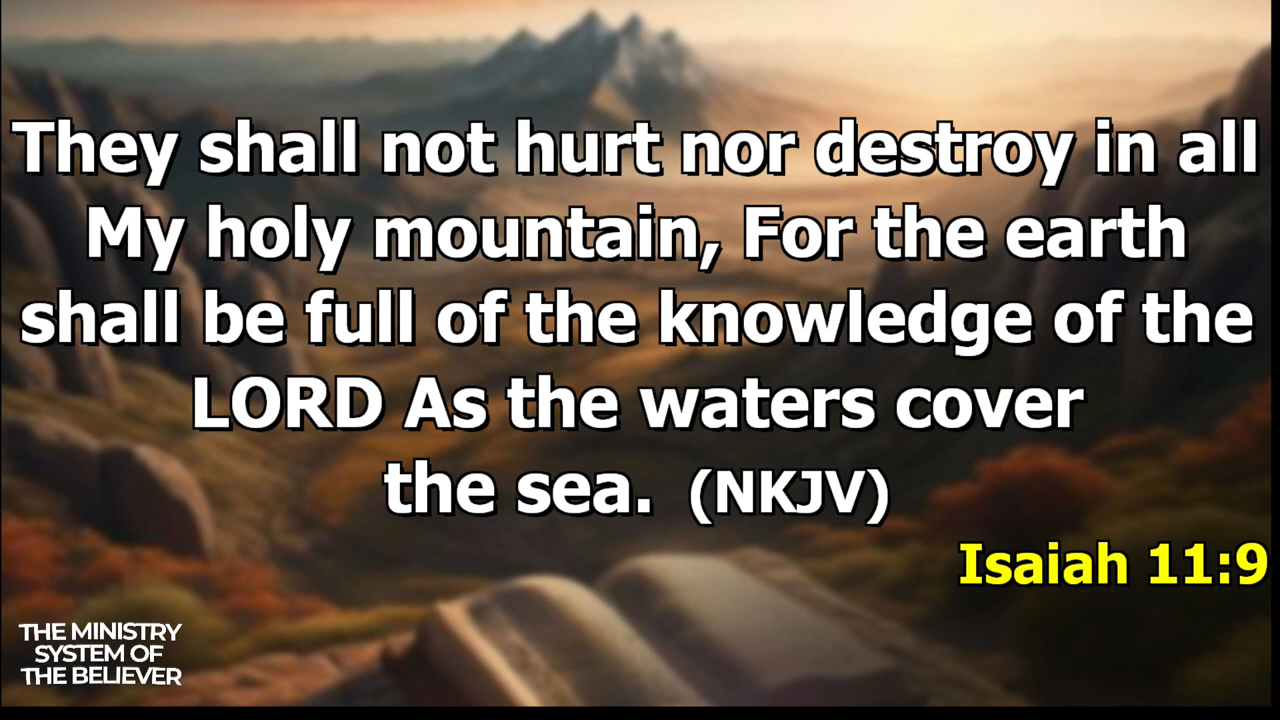 They shall not hurt nor destroy in all
My holy mountain, For the earth
shall be full of the knowledge of the
LORD As the waters cover
the sea. (NKJV)
Isaiah 11:9
THE MINISTRY
SYSTEM OF
THE BELIEVER